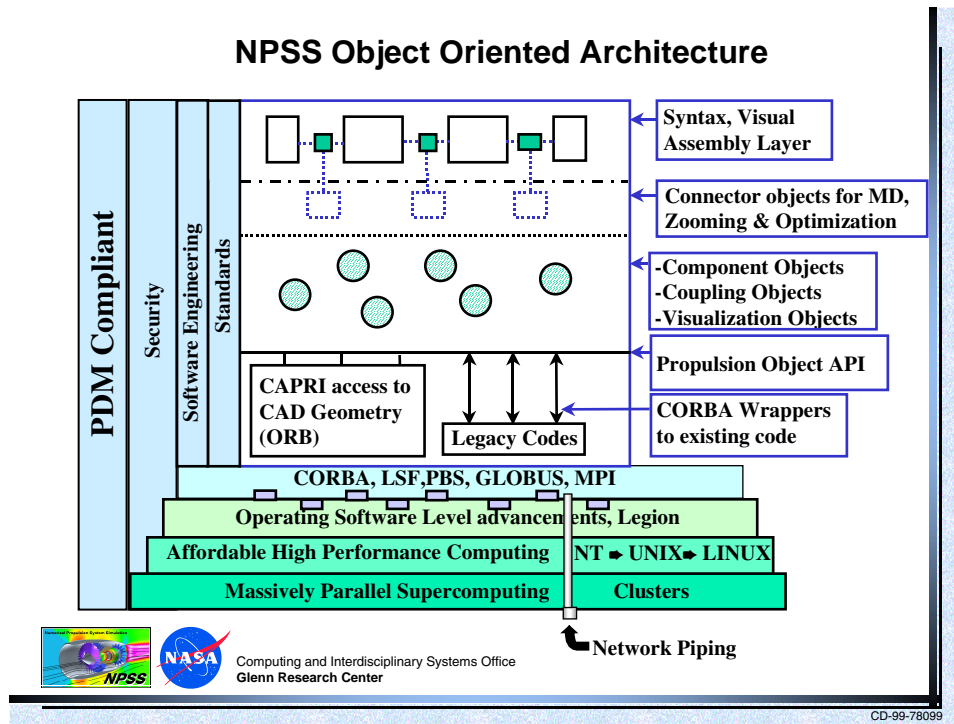 NPSS Object Oriented Architecture
PDM Compliant
Security
Software Engineering
Standards
Syntax, Visual
Assembly Layer
Connector objects for MD,
Zooming & Optimization
-Component Objects
-Coupling Objects
-Visualization Objects
Propulsion Object API
CAPRI access to
CAD Geometry
(ORB)
Legacy Codes
CORBA Wrappers
to existing code
CORBA, LSF,PBS, GLOBUS, MPI
Operating Software Level advancements, Legion
Affordable High Performance Computing NT UNIX LINUX
Massively Parallel Supercomputing Clusters
Network Piping
Numerical Propulsion System Simulation
NPSS
NASA
Computing and Interdisciplinary Systems Office
Glenn Research Center
CD-99-78099